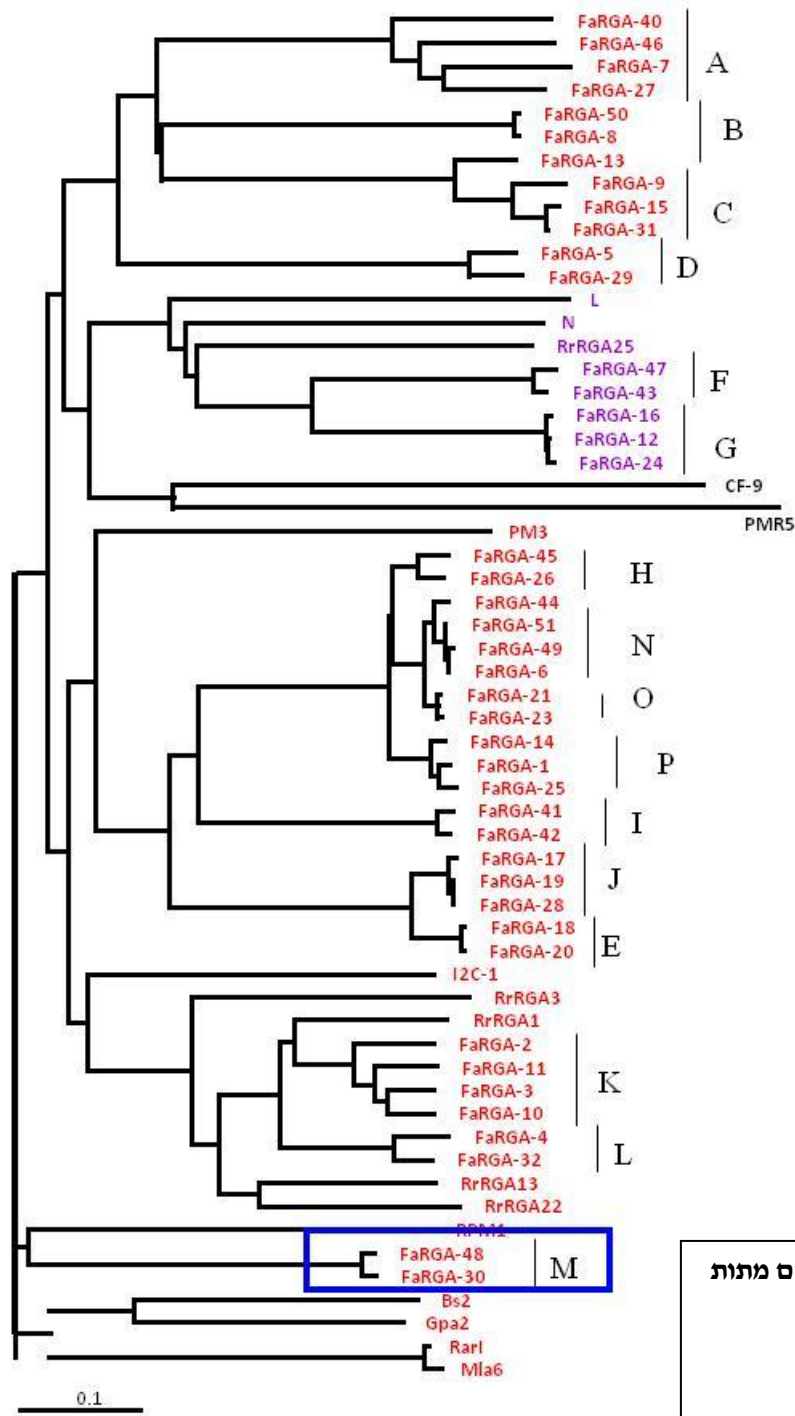 FaRGA-40
FaRGA-46
FaRGA-7
FaRGA-27
A
FaRGA-50
FaRGA-8
B
FaRGA-13
FaRGA-9
FaRGA-15
FaRGA-31
C
FaRGA-5
FaRGA-29
D
L
N
RrRGA25
FaRGA-47
FaRGA-43
F
FaRGA-16
FaRGA-12
FaRGA-24
G
CF-9
PMR5
PM3
FaRGA-45
FaRGA-26
H
FaRGA-44
FaRGA-51
FaRGA-49
FaRGA-6
N
FaRGA-21
FaRGA-23
O
FaRGA-14
FaRGA-1
FaRGA-25
P
FaRGA-41
FaRGA-42
I
FaRGA-17
FaRGA-19
FaRGA-28
J
FaRGA-18
FaRGA-20
E
I2C-1
RrRGA3
RrRGA1
FaRGA-2
FaRGA-11
FaRGA-3
FaRGA-10
K
FaRGA-4
FaRGA-32
L
RrRGA13
RrRGA22
RPM1
FaRGA-48
FaRGA-30
M
Bs2
Gpa2
RarI
Mla6
0.1
ם מתות